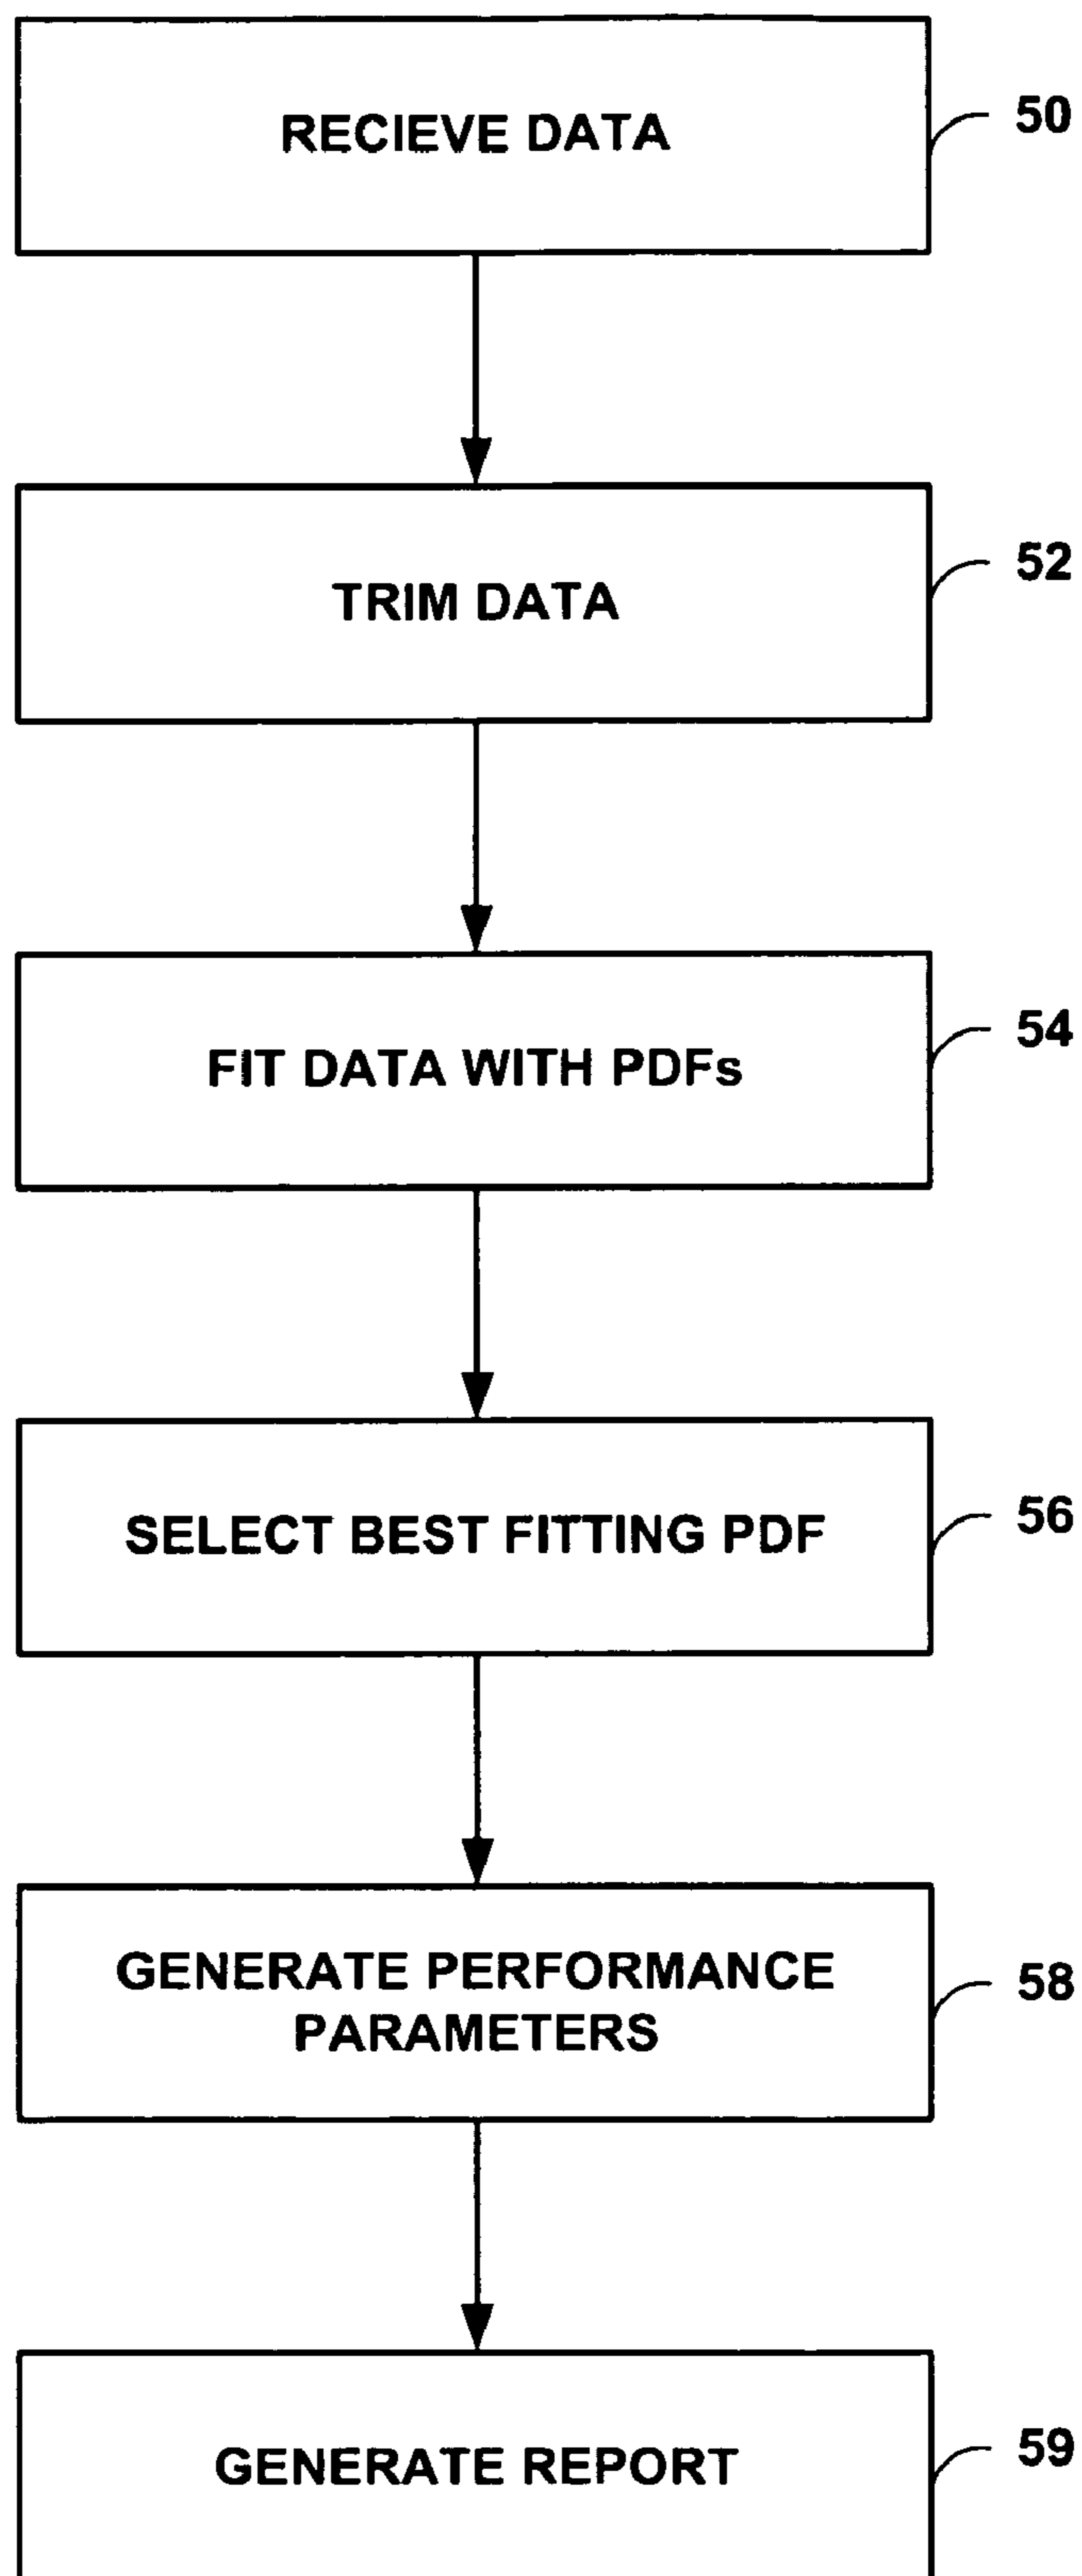 RECIEVE DATA
50
TRIM DATA
52
FIT DATA WITH PDFs
54
SELECT BEST FITTING PDF
56
GENERATE PERFORMANCE
PARAMETERS
58
GENERATE REPORT
59